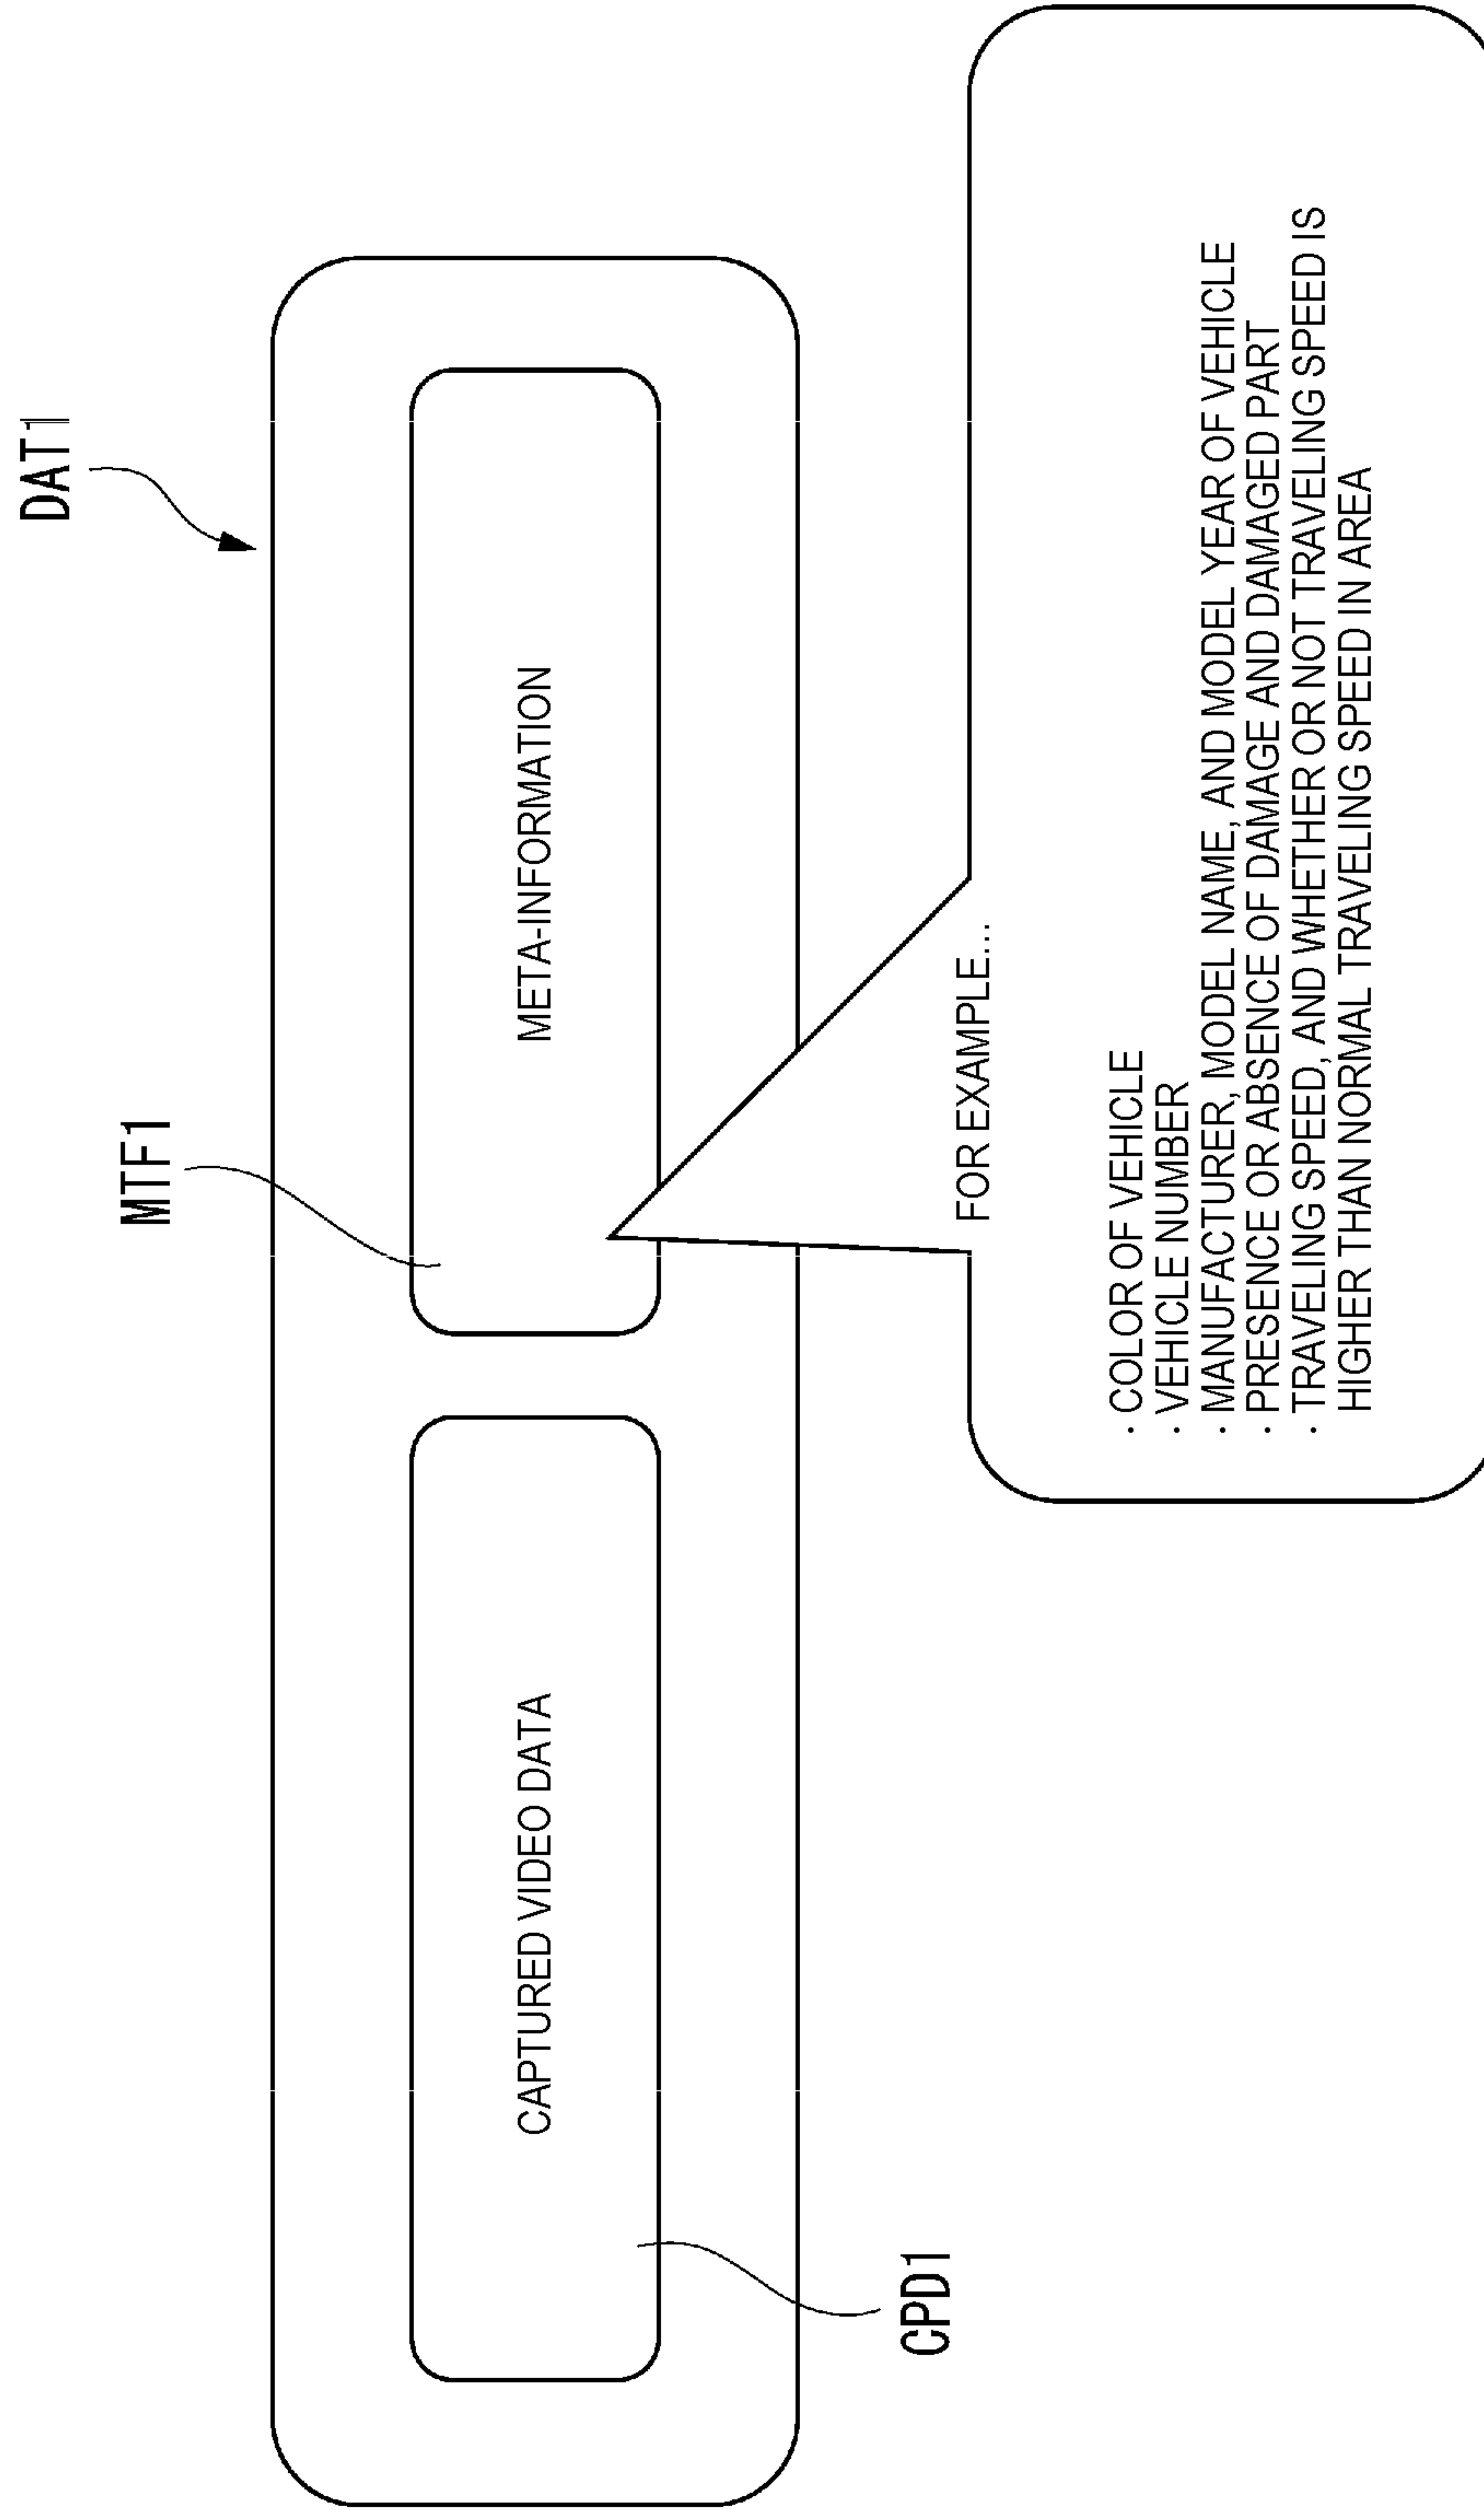 DAT1
MTF1
CAPTURED VIDEO DATA
META-INFORMATION
CPD1
FOR EXAMPLE...
· COLOR OF VEHICLE
· VEHICLE NUMBER
· MANUFACTURER, MODEL NAME, AND MODEL YEAR OF VEHICLE
· PRESENCE OR ABSENCE OF DAMAGE AND DAMAGED PART
· TRAVELING SPEED, AND WHETHER OR NOT TRAVELING SPEED IS
HIGHER THAN NORMAL TRAVELING SPEED IN AREA